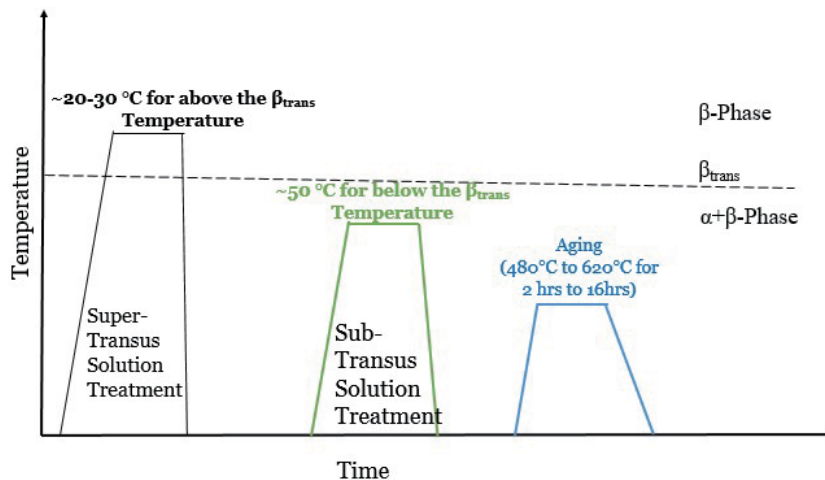 ~20-30 °C for above the βtrans
Temperature
β-Phase
βtrans
~50 °C for below the βtrans
Temperature
α+β-Phase
Aging
(480°C to 620°C for
2 hrs to 16hrs)
Temperature
Super-
Transus
Solution
Treatment
Sub-
Transus
Solution
Treatment
Time